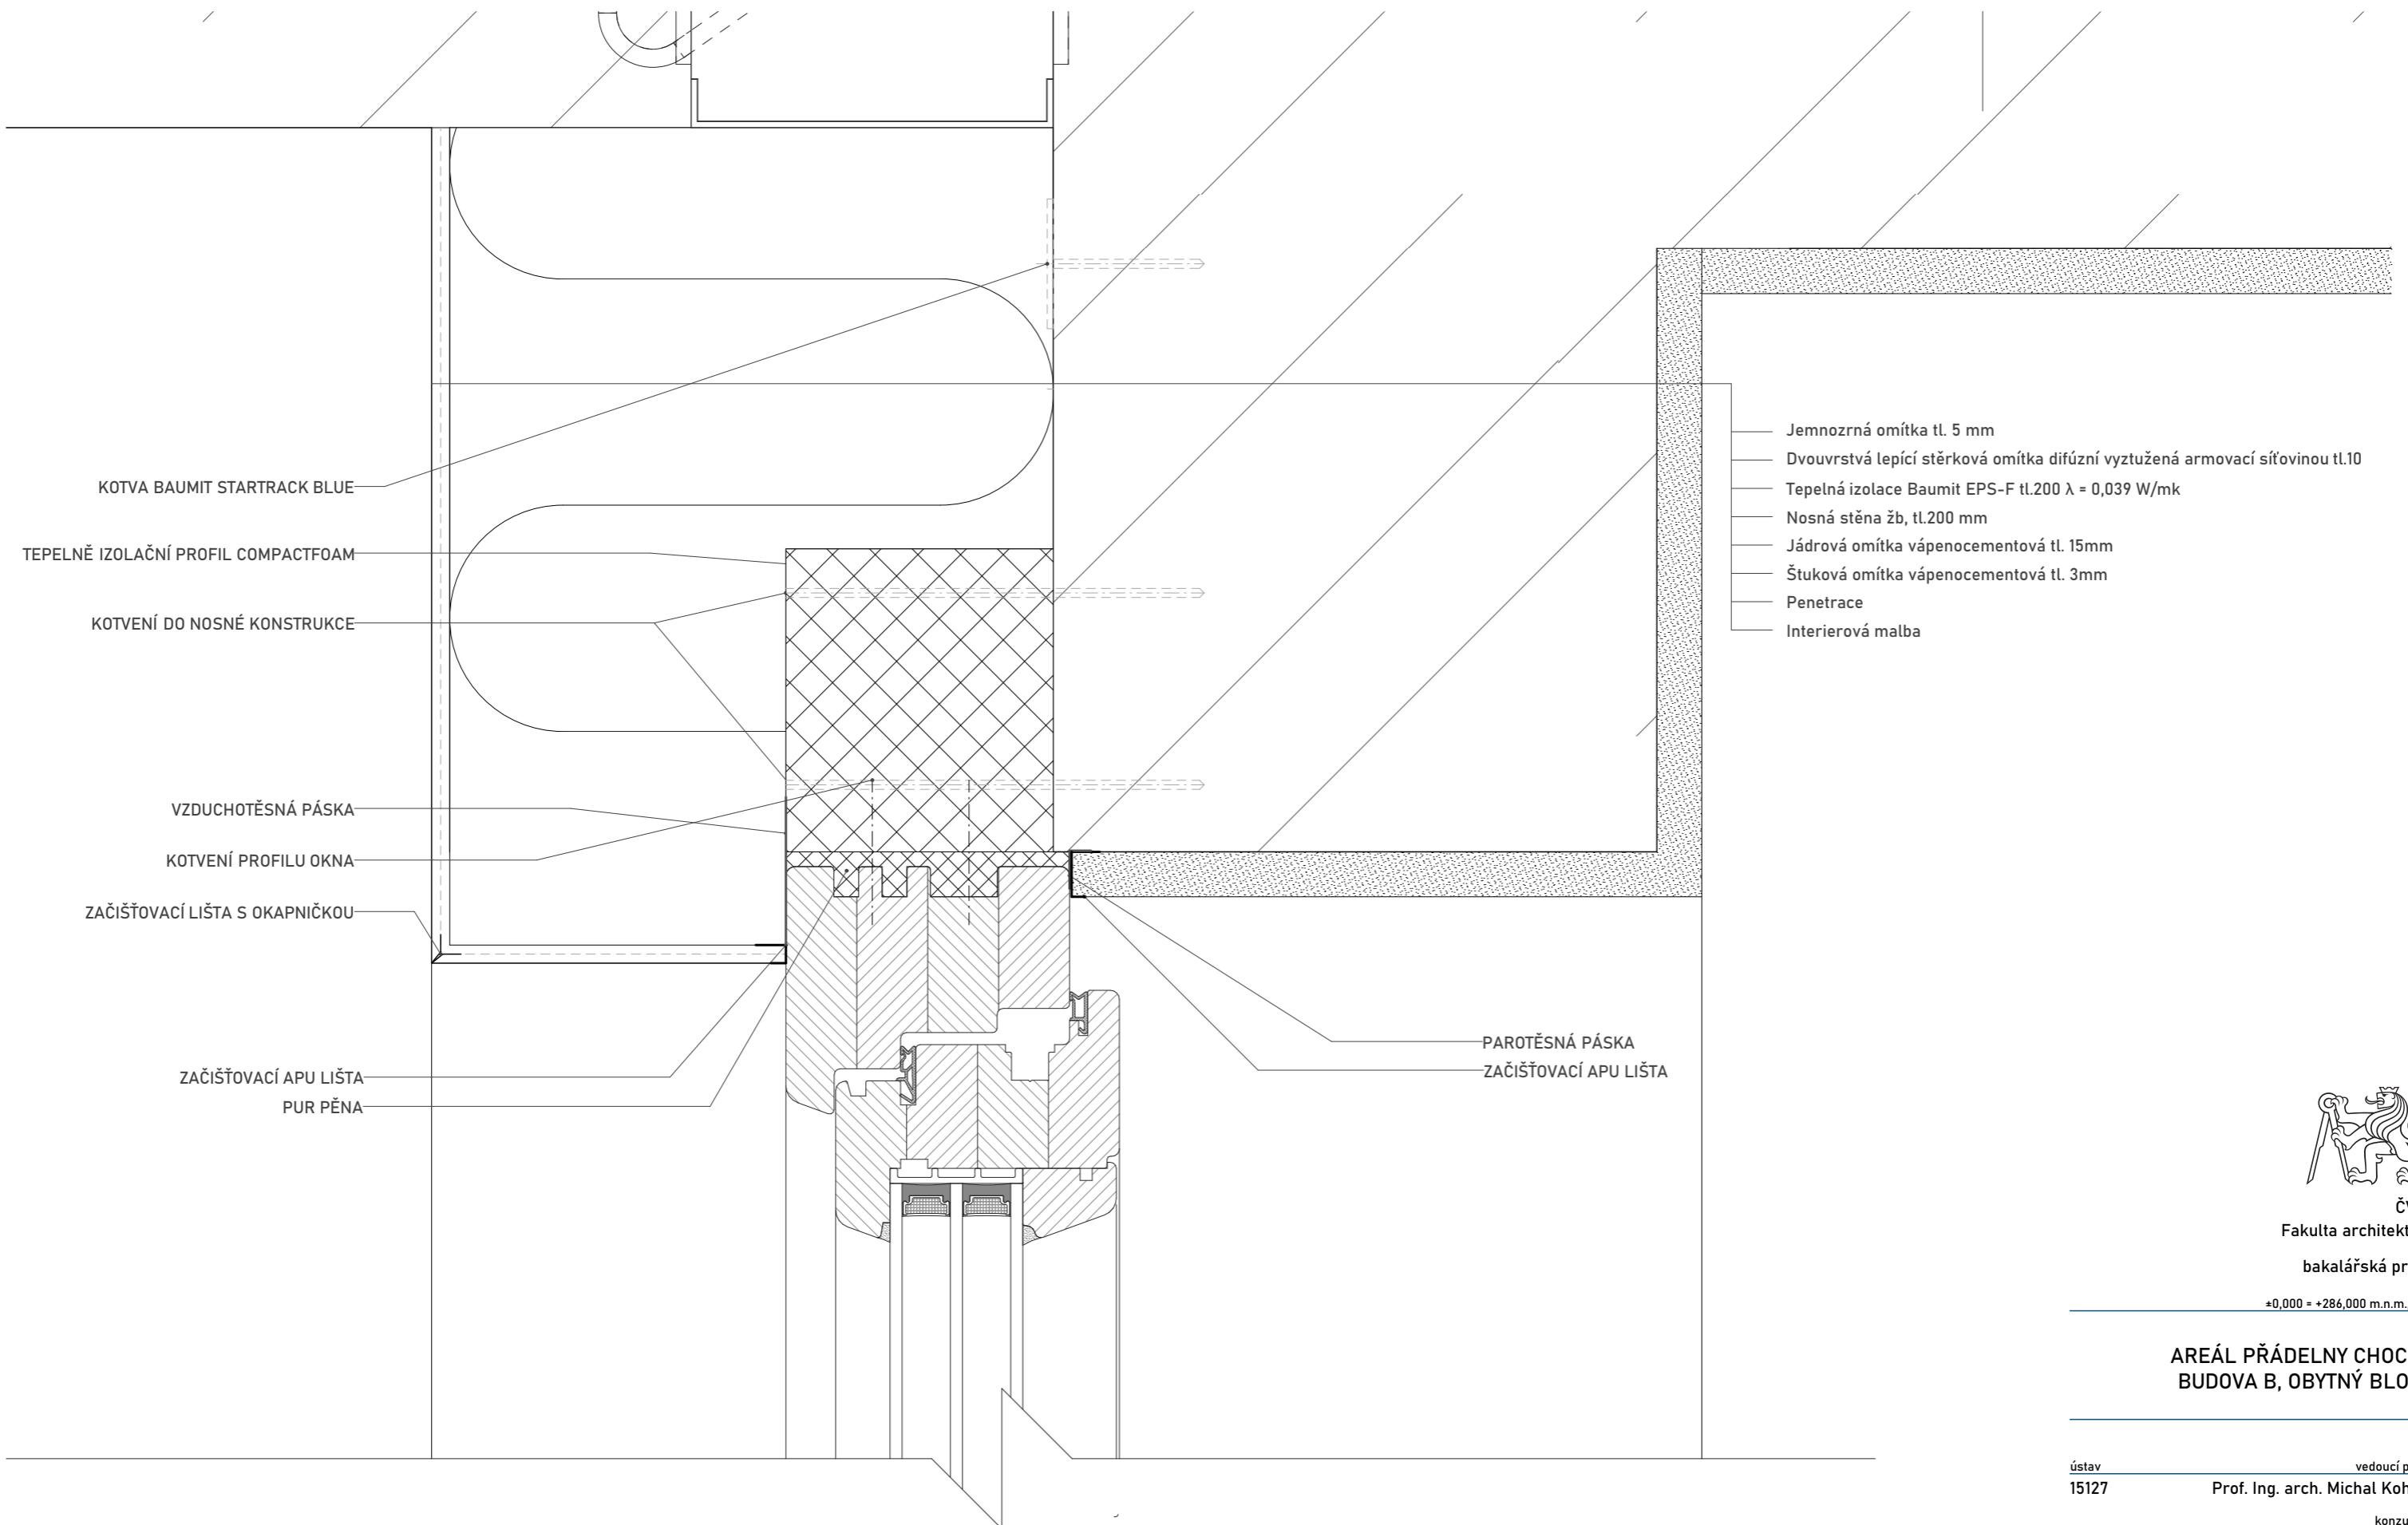 KOTVA BAUMIT STARTRACK BLUE
TEPELNĚ IZOLAČNÍ PROFIL COMPACTFOAM
KOTVENÍ DO NOSNÉ KONSTRUKCE
VZDUCHOTĚSNÁ PÁSKA
KOTVENÍ PROFILU OKNA
ZAČIŠŤOVACÍ LIŠTA S OKAPNIČKOU
ZAČIŠŤOVACÍ APU LIŠTA
PUR PĚNA
Jemnozrná omítka tl. 5 mm
Dvouvrstvá lepící stěrková omítka difúzní vyztužená armovací síťovinou tl.10
Tepelná izolace Baumit EPS-F tl.200 λ = 0,039 W/mk
Nosná stěna žb, tl.200 mm
Jádrová omítka vápenocementová tl. 15mm
Štuková omítka vápenocementová tl. 3mm
Penetrace
Interierová malba
PAROTĚSNÁ PÁSKA
ZAČIŠŤOVACÍ APU LIŠTA
Fakulta architekt
bakalářská pr
±0,000 = +286,000 m.n.m.
AREÁL PŘÁDELNY CHOC
BUDOVA B, OBYTNÝ BLO
ústav vedoucí p
15127 Prof. Ing. arch. Michal Koh
konzu